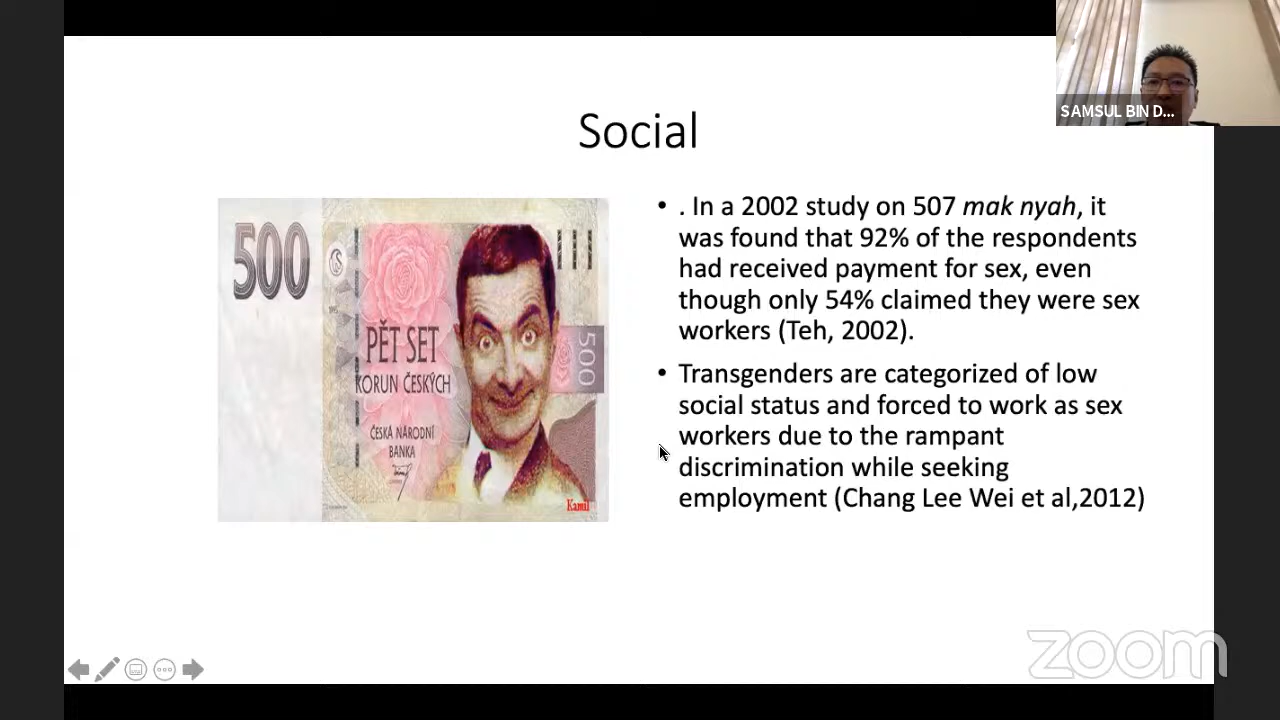 SAMSUL BIN D...
Social
500
PĚT SET
KORUN ČESKÝCH
ČESKÁ NÁRODNÍ
BANKA
500
Kamil
• . In a 2002 study on 507 mak nyah, it
was found that 92% of the respondents
had received payment for sex, even
though only 54% claimed they were sex
workers (Teh, 2002).
• Transgenders are categorized of low
social status and forced to work as sex
workers due to the rampant
discrimination while seeking
employment (Chang Lee Wei et al,2012)
zoom